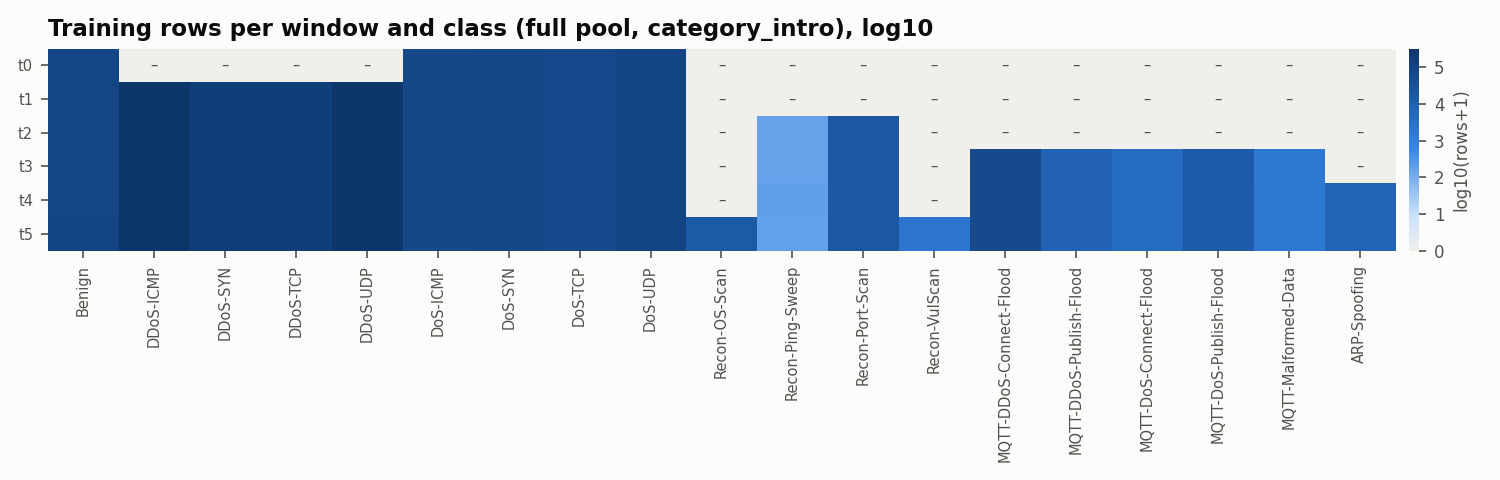 Training rows per window and class (full pool, category_intro), log10
t0 – – – – – – – – – – – – – –
t1 – – – – – – – – – –
t2 – – – – – – – –
t3 – – –
t4 – –
t5
Benign
DDoS-ICMP
DDoS-SYN
DDoS-TCP
DDoS-UDP
DoS-ICMP
DoS-SYN
DoS-TCP
DoS-UDP
Recon-OS-Scan
Recon-Ping-Sweep
Recon-Port-Scan
Recon-VulScan
MQTT-DDoS-Connect-Flood
MQTT-DDoS-Publish-Flood
MQTT-DoS-Connect-Flood
MQTT-DoS-Publish-Flood
MQTT-Malformed-Data
ARP-Spoofing
5
4
3
2
1
0
log10(rows+1)